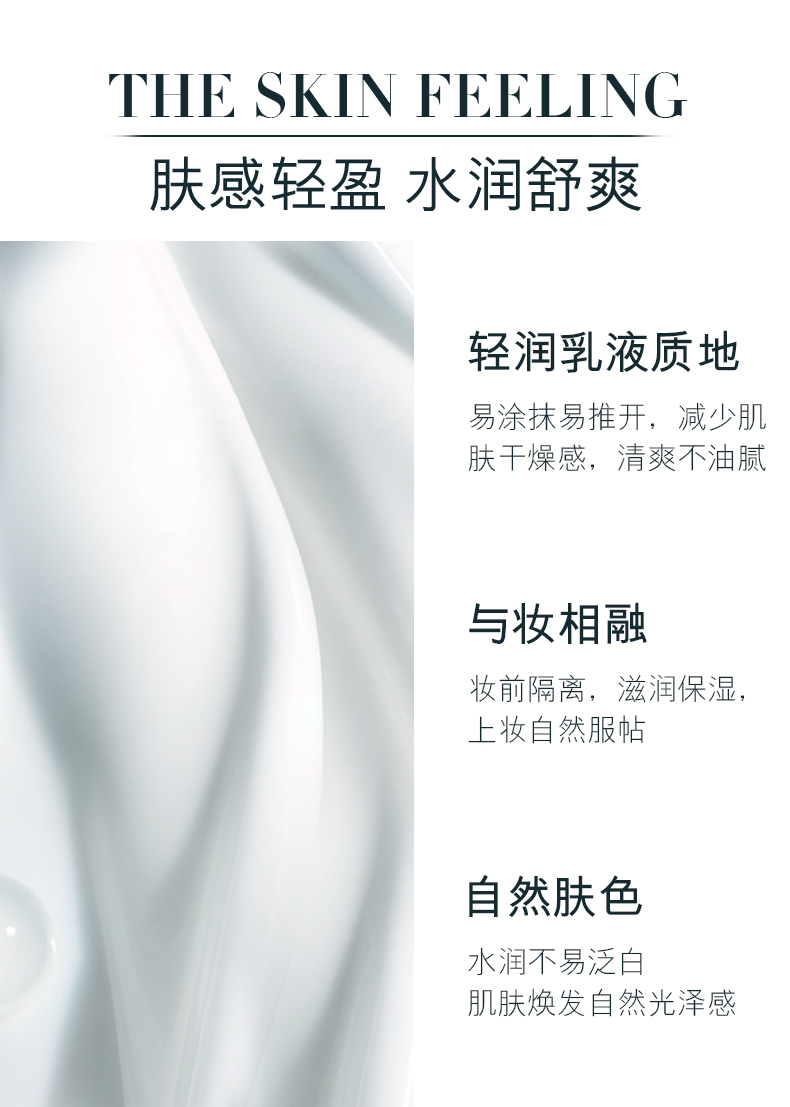 THE SKIN FEELING
肤感轻盈 水润舒爽
轻润乳液质地
易涂抹易推开，减少肌
肤干燥感，清爽不油腻
与妆相融
妆前隔离，滋润保湿，
上妆自然服帖
自然肤色
水润不易泛白
肌肤焕发自然光泽感